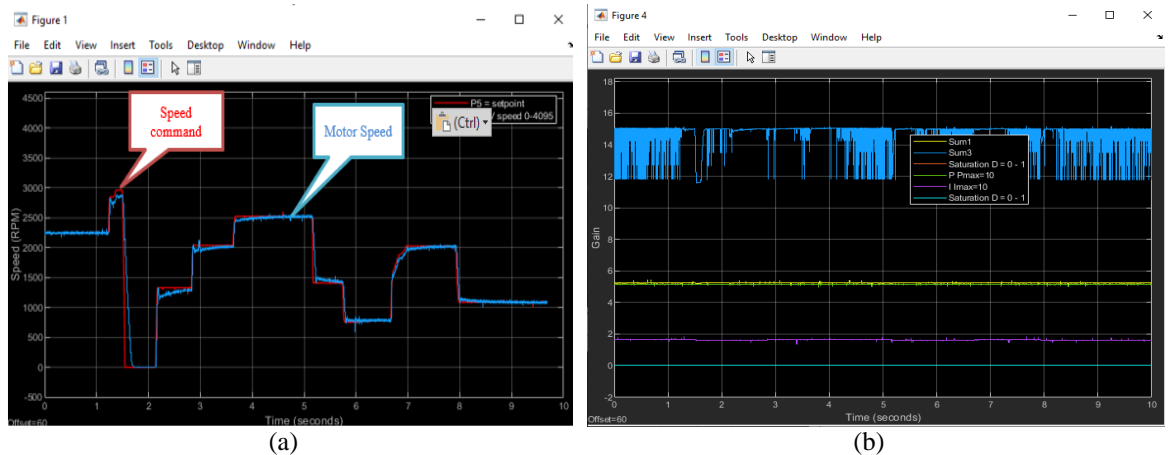 Figure 1
File Edit View Insert Tools Desktop Window Help
4500
4000
3500
3000
2500
2000
1500
1000
500
0
-500
Speed (RPM)
Speed
command
Motor Speed
P5 = setpoint
speed 0-4095
(Ctrl)
0 1 2 3 4 5 6 7 8 9 10
Time (seconds)
Offset=60
(a)
Figure 4
File Edit View Insert Tools Desktop Window Help
18
16
14
12
10
8
6
4
2
0
-2
Gain
Sum1
Sum3
Saturation D = 0 - 1
P Pmax=10
I Imax=10
Saturation D = 0 - 1
0 1 2 3 4 5 6 7 8 9 10
Time (seconds)
Offset=60
(b)